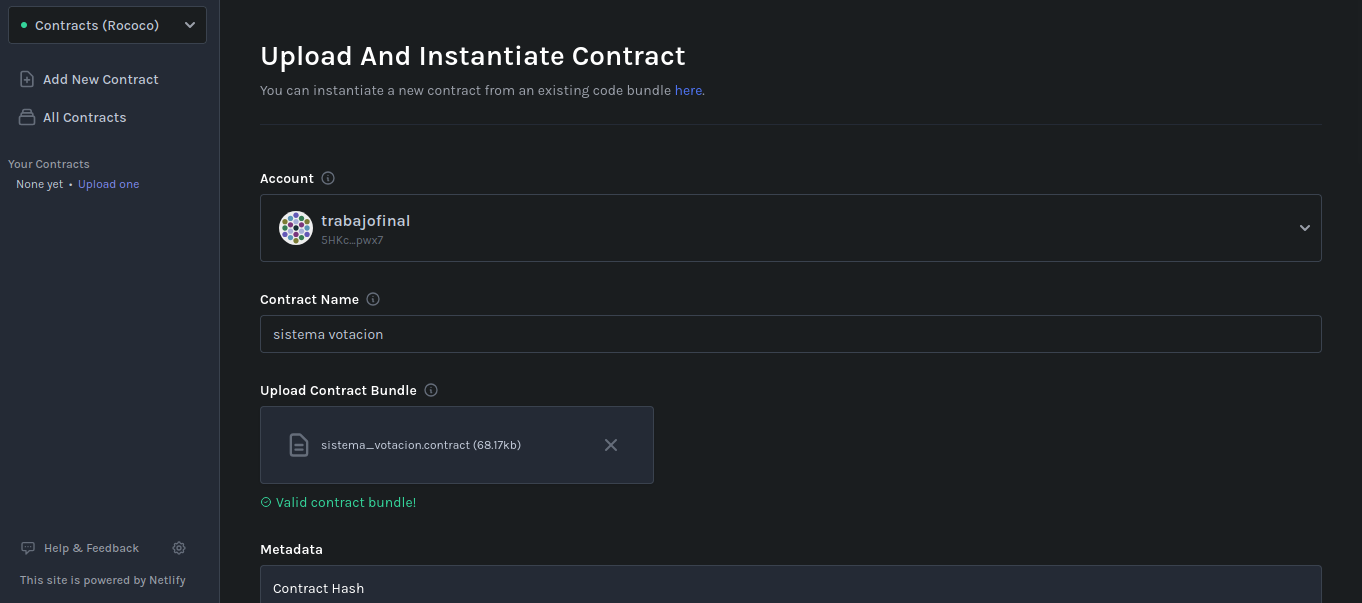 Contracts (Rococo)
Add New Contract
All Contracts
Your Contracts
None yet • Upload one
Help & Feedback
This site is powered by Netlify
Upload And Instantiate Contract
You can instantiate a new contract from an existing code bundle here.
Account
trabajofinal
5HKc...pwx7
Contract Name
sistema votacion
Upload Contract Bundle
sistema_votacion.contract (68.17kb)
Valid contract bundle!
Metadata
Contract Hash